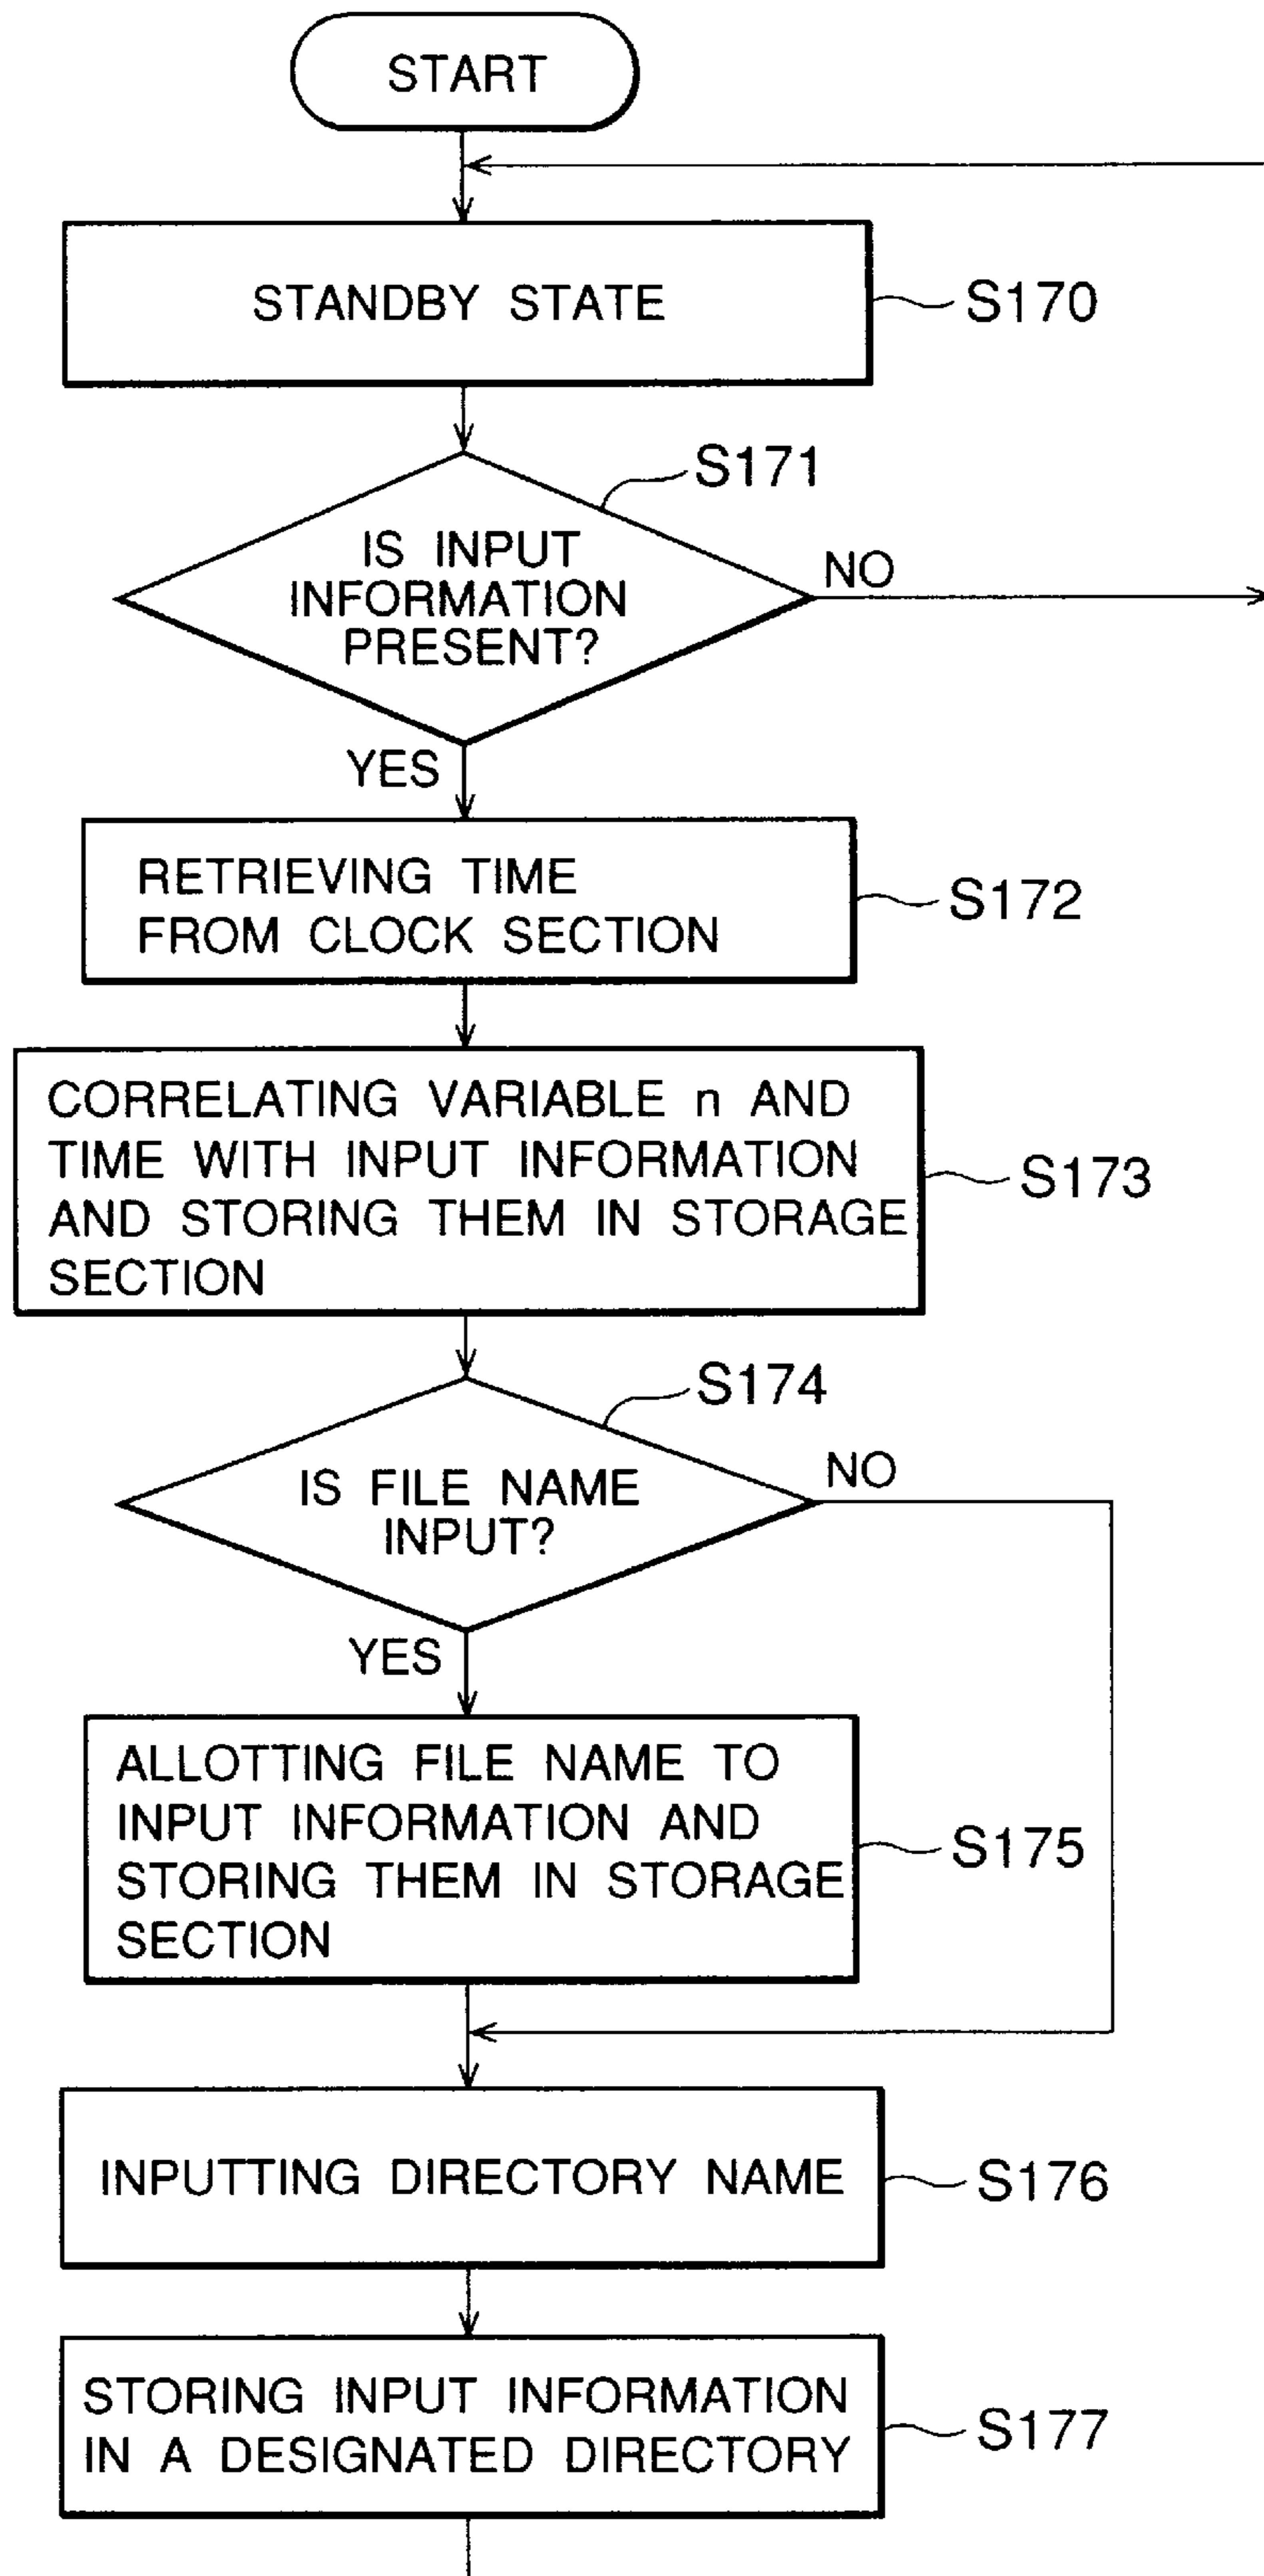 START
STANDBY STATE
S170
S171
IS INPUT
INFORMATION
PRESENT?
NO
YES
RETRIEVING TIME
FROM CLOCK SECTION
S172
CORRELATING VARIABLE n AND
TIME WITH INPUT INFORMATION
AND STORING THEM IN STORAGE
SECTION
S173
S174
IS FILE NAME
INPUT?
NO
YES
ALLOTTING FILE NAME TO
INPUT INFORMATION AND
STORING THEM IN STORAGE
SECTION
S175
INPUTTING DIRECTORY NAME
S176
STORING INPUT INFORMATION
IN A DESIGNATED DIRECTORY
S177